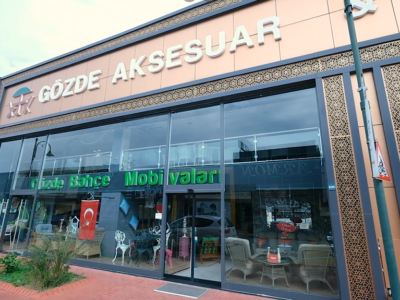 GÖZDE AKSESUAR &
Gözde Bahçe Mobilyaları